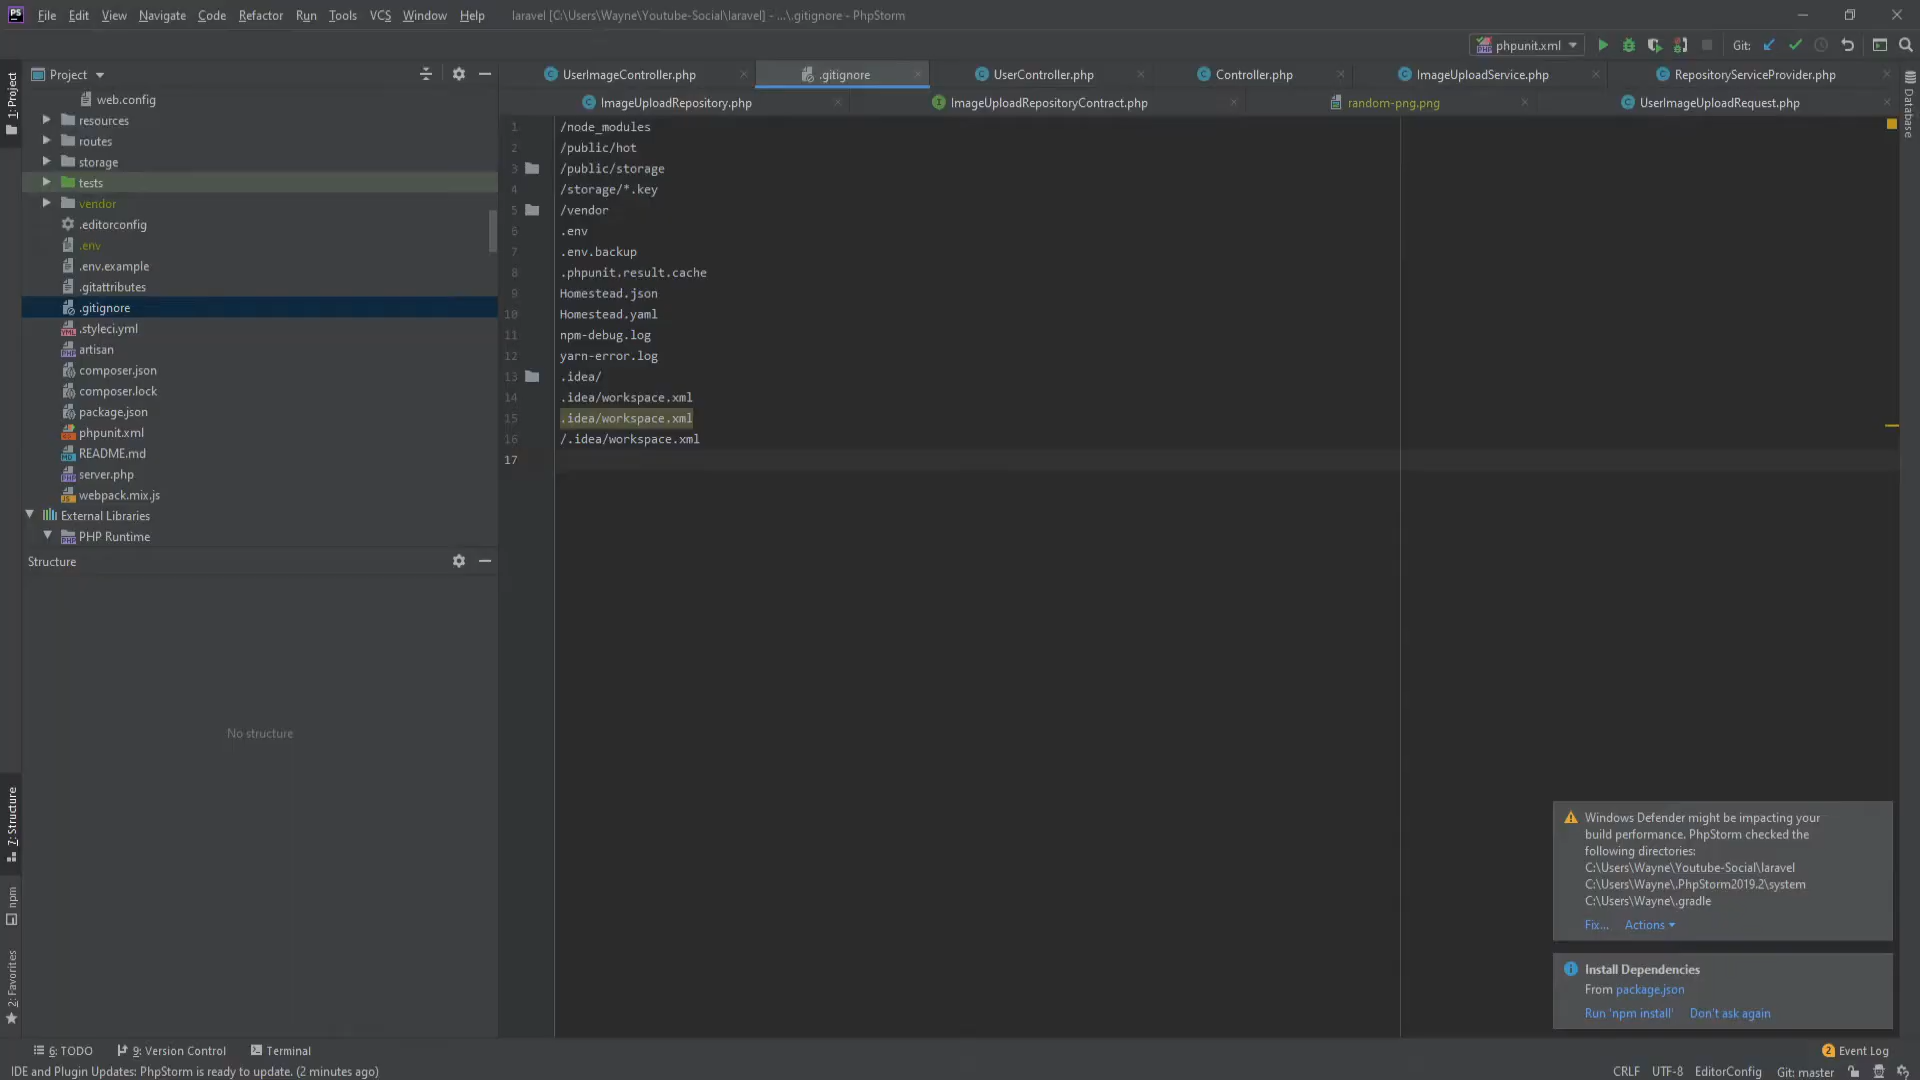 PS File Edit View Navigate Code Refactor Run Tools VCS Window Help laravel [C:\Users\Wayne\Youtube-Social\laravel] - ...\.gitignore - PhpStorm
phpunit.xml Git:
1: Project
Project
UserImageController.php .gitignore UserController.php Controller.php ImageUploadService.php RepositoryServiceProvider.php
ImageUploadRepository.php ImageUploadRepositoryContract.php random-png.png UserImageUploadRequest.php
Database
web.config
resources
routes
storage
tests
vendor
.editorconfig
.env
.env.example
.gitattributes
.gitignore
.styleci.yml
artisan
composer.json
composer.lock
package.json
phpunit.xml
README.md
server.php
webpack.mix.js
External Libraries
PHP Runtime
1 /node_modules
2 /public/hot
3 /public/storage
4 /storage/*.key
5 /vendor
6 .env
7 .env.backup
8 .phpunit.result.cache
9 Homestead.json
10 Homestead.yaml
11 npm-debug.log
12 yarn-error.log
13 .idea/
14 .idea/workspace.xml
15 .idea/workspace.xml
16 /.idea/workspace.xml
17
Structure
No structure
7: Structure
npm
2: Favorites
Windows Defender might be impacting your
build performance. PhpStorm checked the
following directories:
C:\Users\Wayne\Youtube-Social\laravel
C:\Users\Wayne\.PhpStorm2019.2\system
C:\Users\Wayne\.gradle
Fix... Actions
Install Dependencies
From package.json
Run 'npm install' Don't ask again
6: TODO 9: Version Control Terminal 2 Event Log
IDE and Plugin Updates: PhpStorm is ready to update. (2 minutes ago) CRLF UTF-8 EditorConfig Git: master